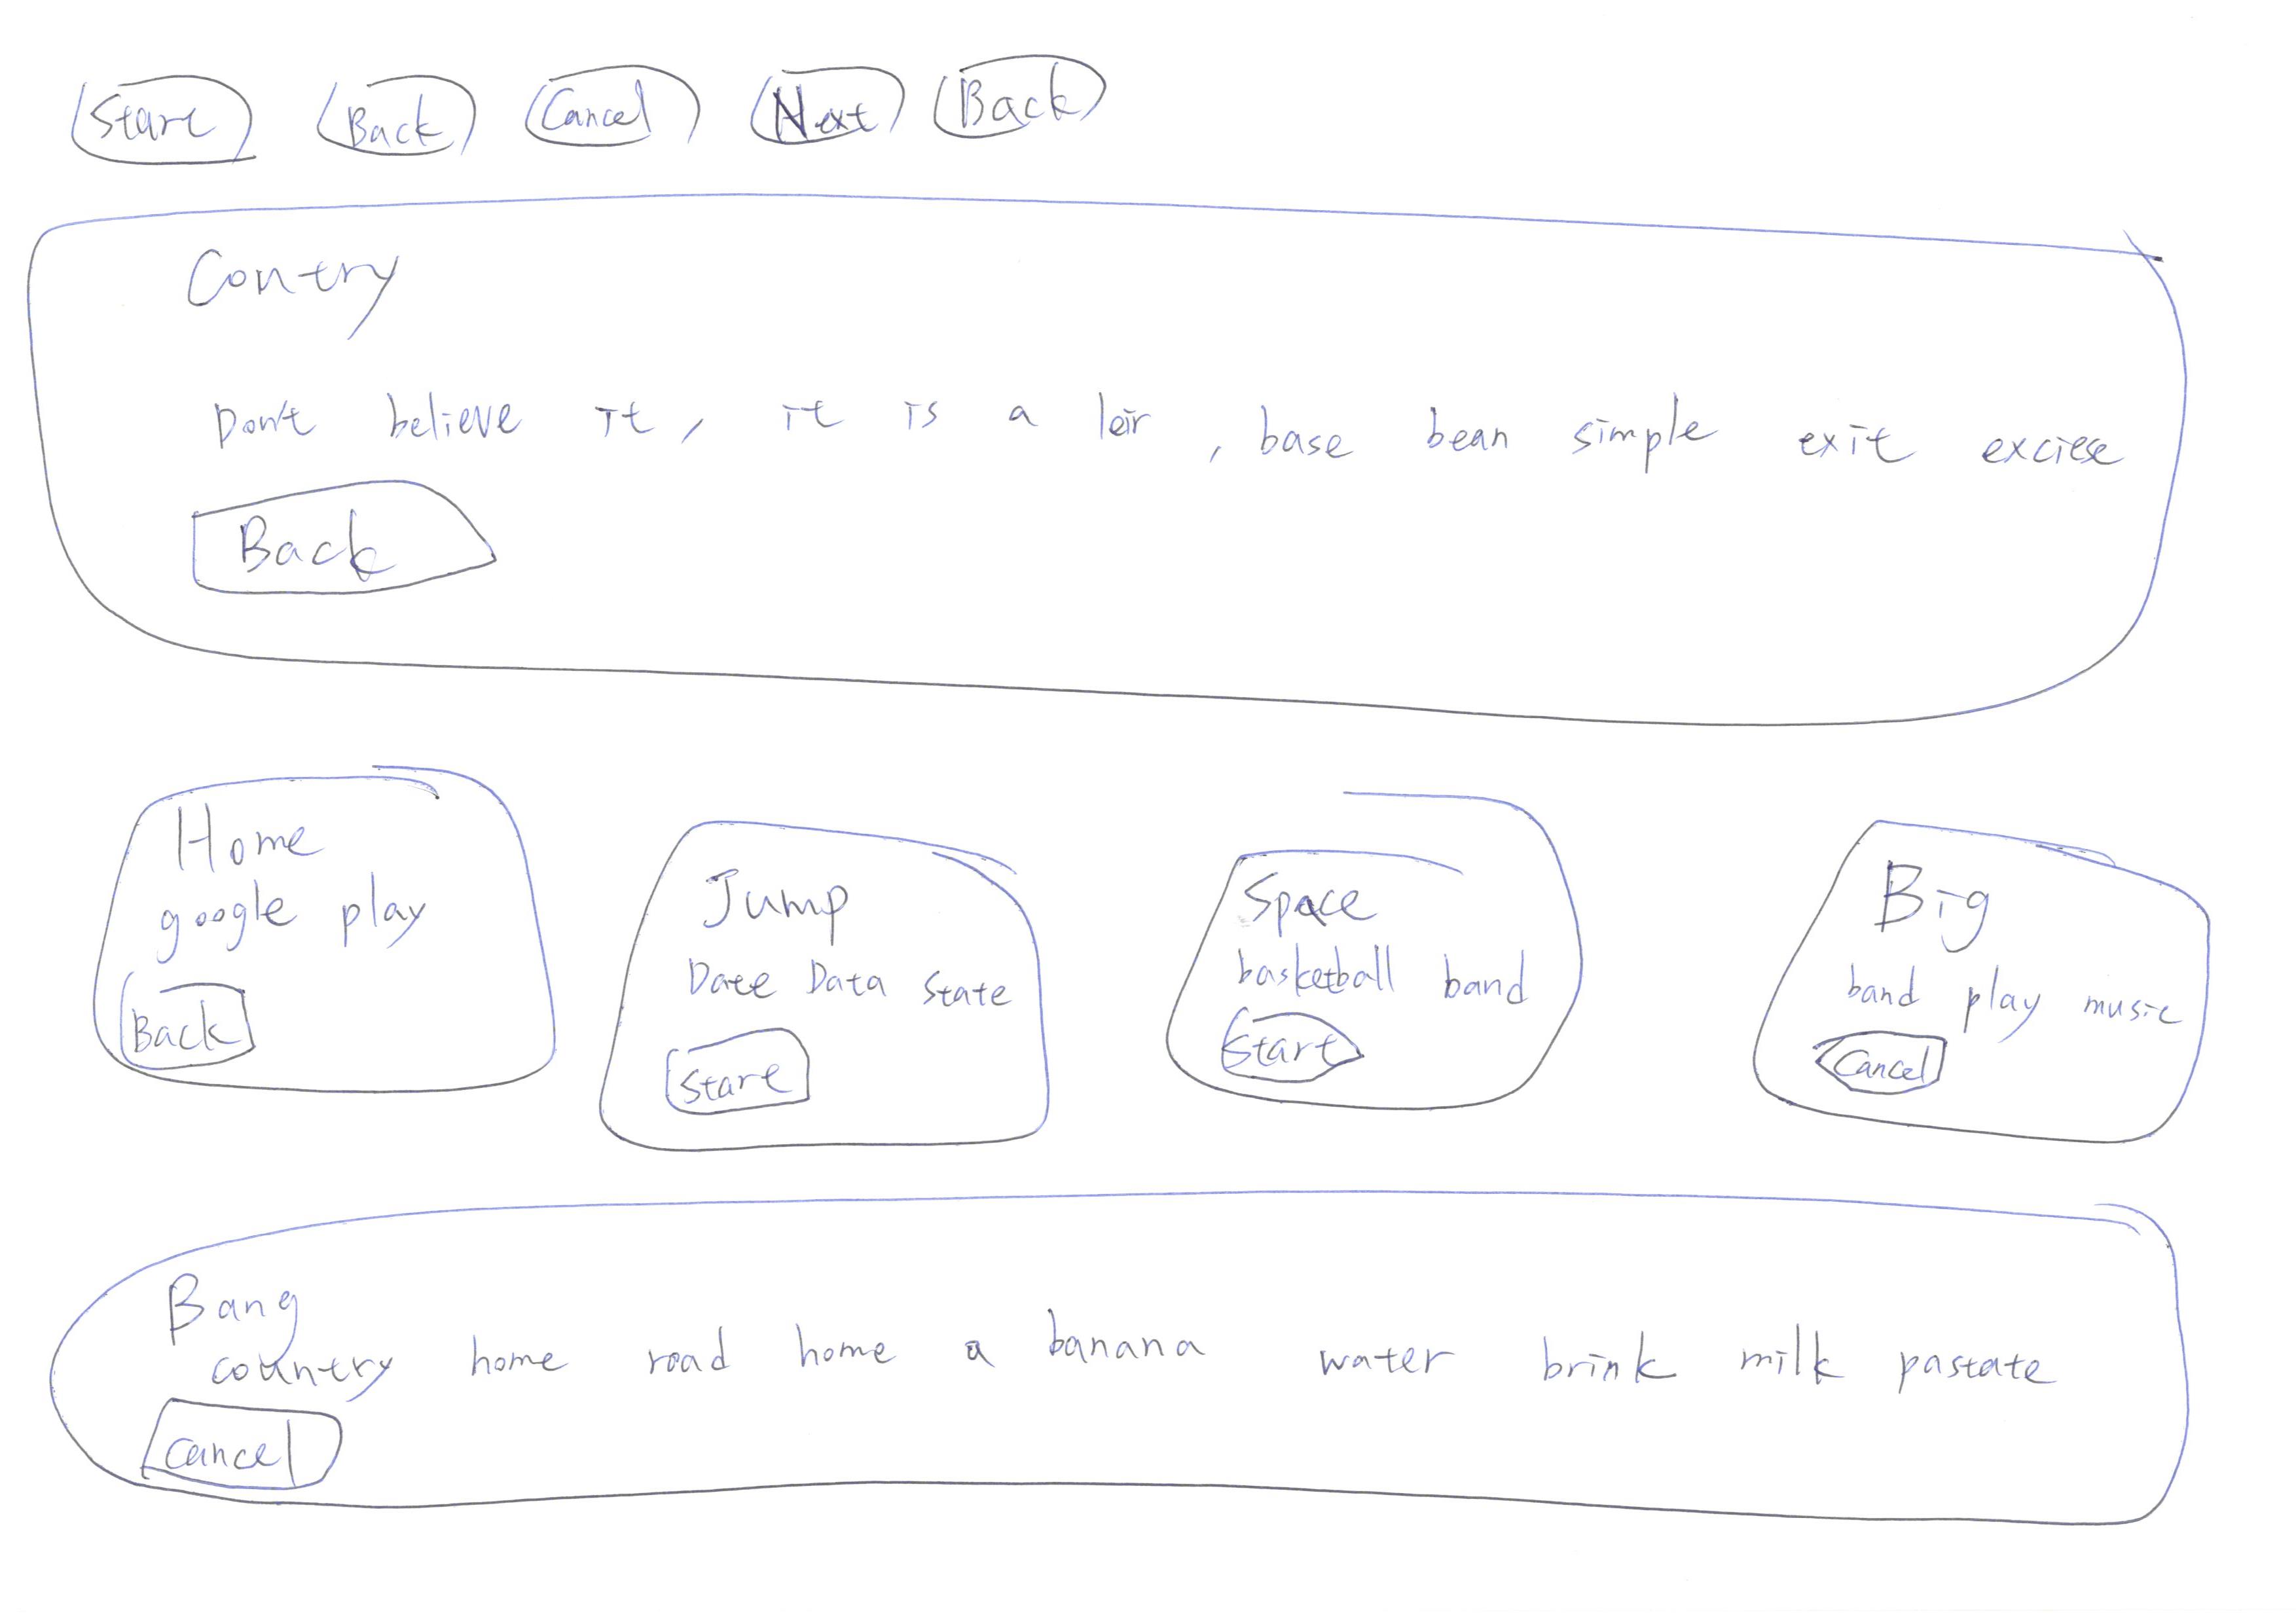 Start Back Cancel Next Back
Contry
Don't believe it, it is a leir, base bean simple exit exciese
Back
Home
google play
Back
Jump
Date Data state
Start
Space
basketball band
Start
Big
band play music
Cancel
Bang
country home road home a banana water brink milk pastate
Cancel